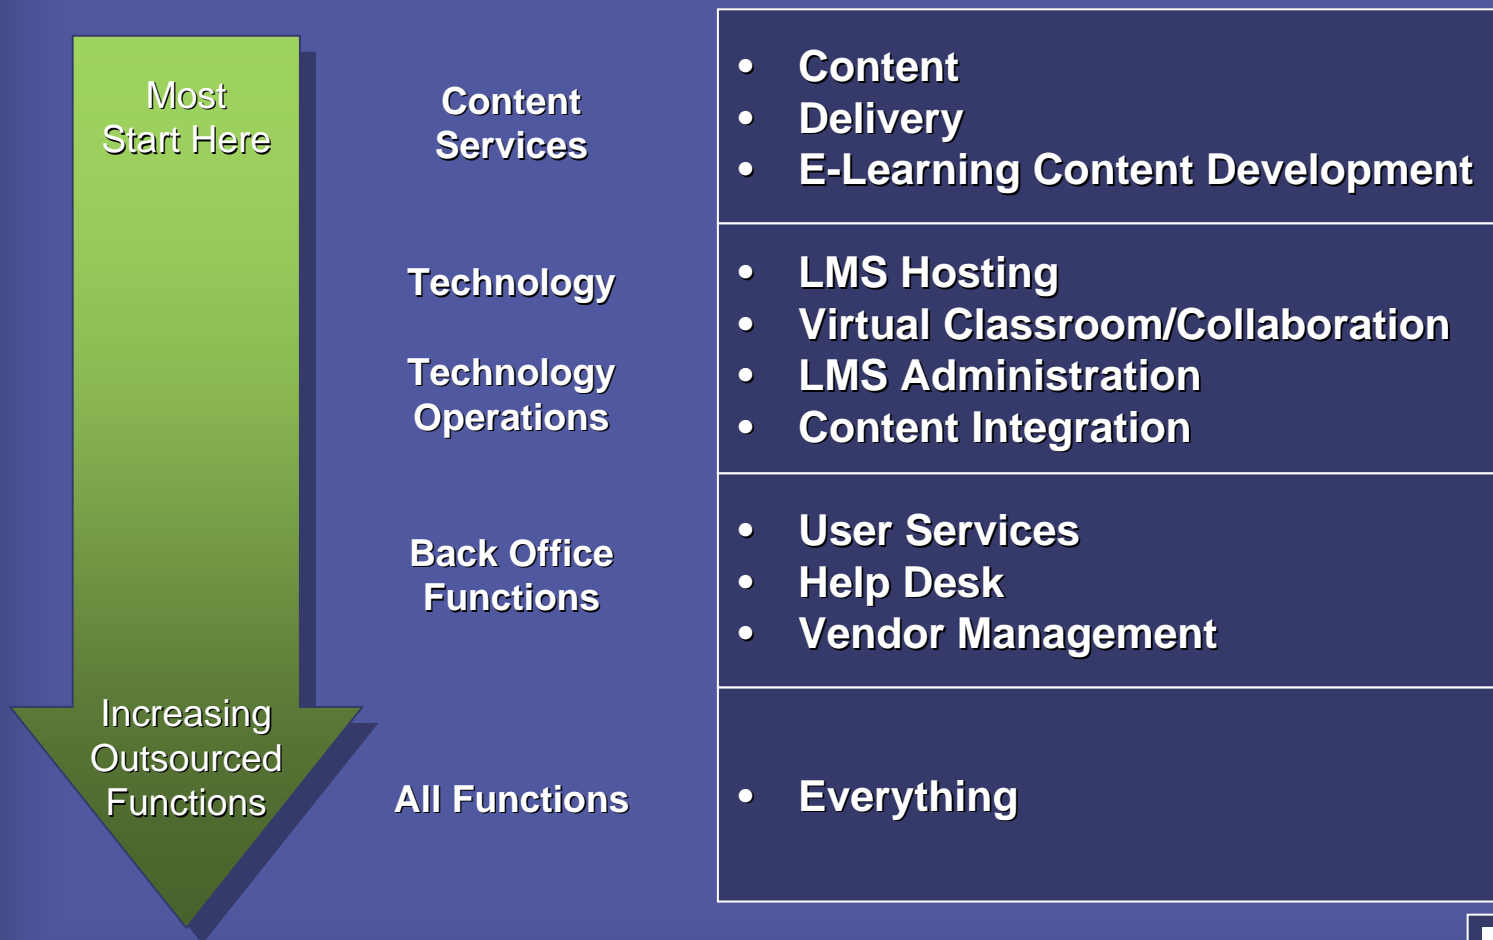 Most
Start Here
Content
Services
• Content
• Delivery
• E-Learning Content Development
Technology
Technology
Operations
• LMS Hosting
• Virtual Classroom/Collaboration
• LMS Administration
• Content Integration
Back Office
Functions
• User Services
• Help Desk
• Vendor Management
Increasing
Outsourced
Functions
All Functions
• Everything